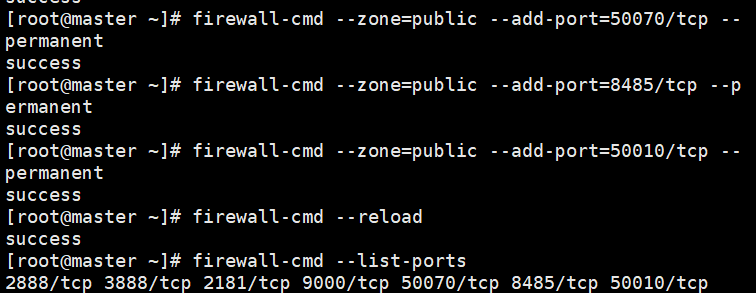 success
[root@master ~]# firewall-cmd --zone=public --add-port=50070/tcp --
permanent
success
[root@master ~]# firewall-cmd --zone=public --add-port=8485/tcp --p
ermanent
success
[root@master ~]# firewall-cmd --zone=public --add-port=50010/tcp --
permanent
success
[root@master ~]# firewall-cmd --reload
success
[root@master ~]# firewall-cmd --list-ports
2888/tcp 3888/tcp 2181/tcp 9000/tcp 50070/tcp 8485/tcp 50010/tcp